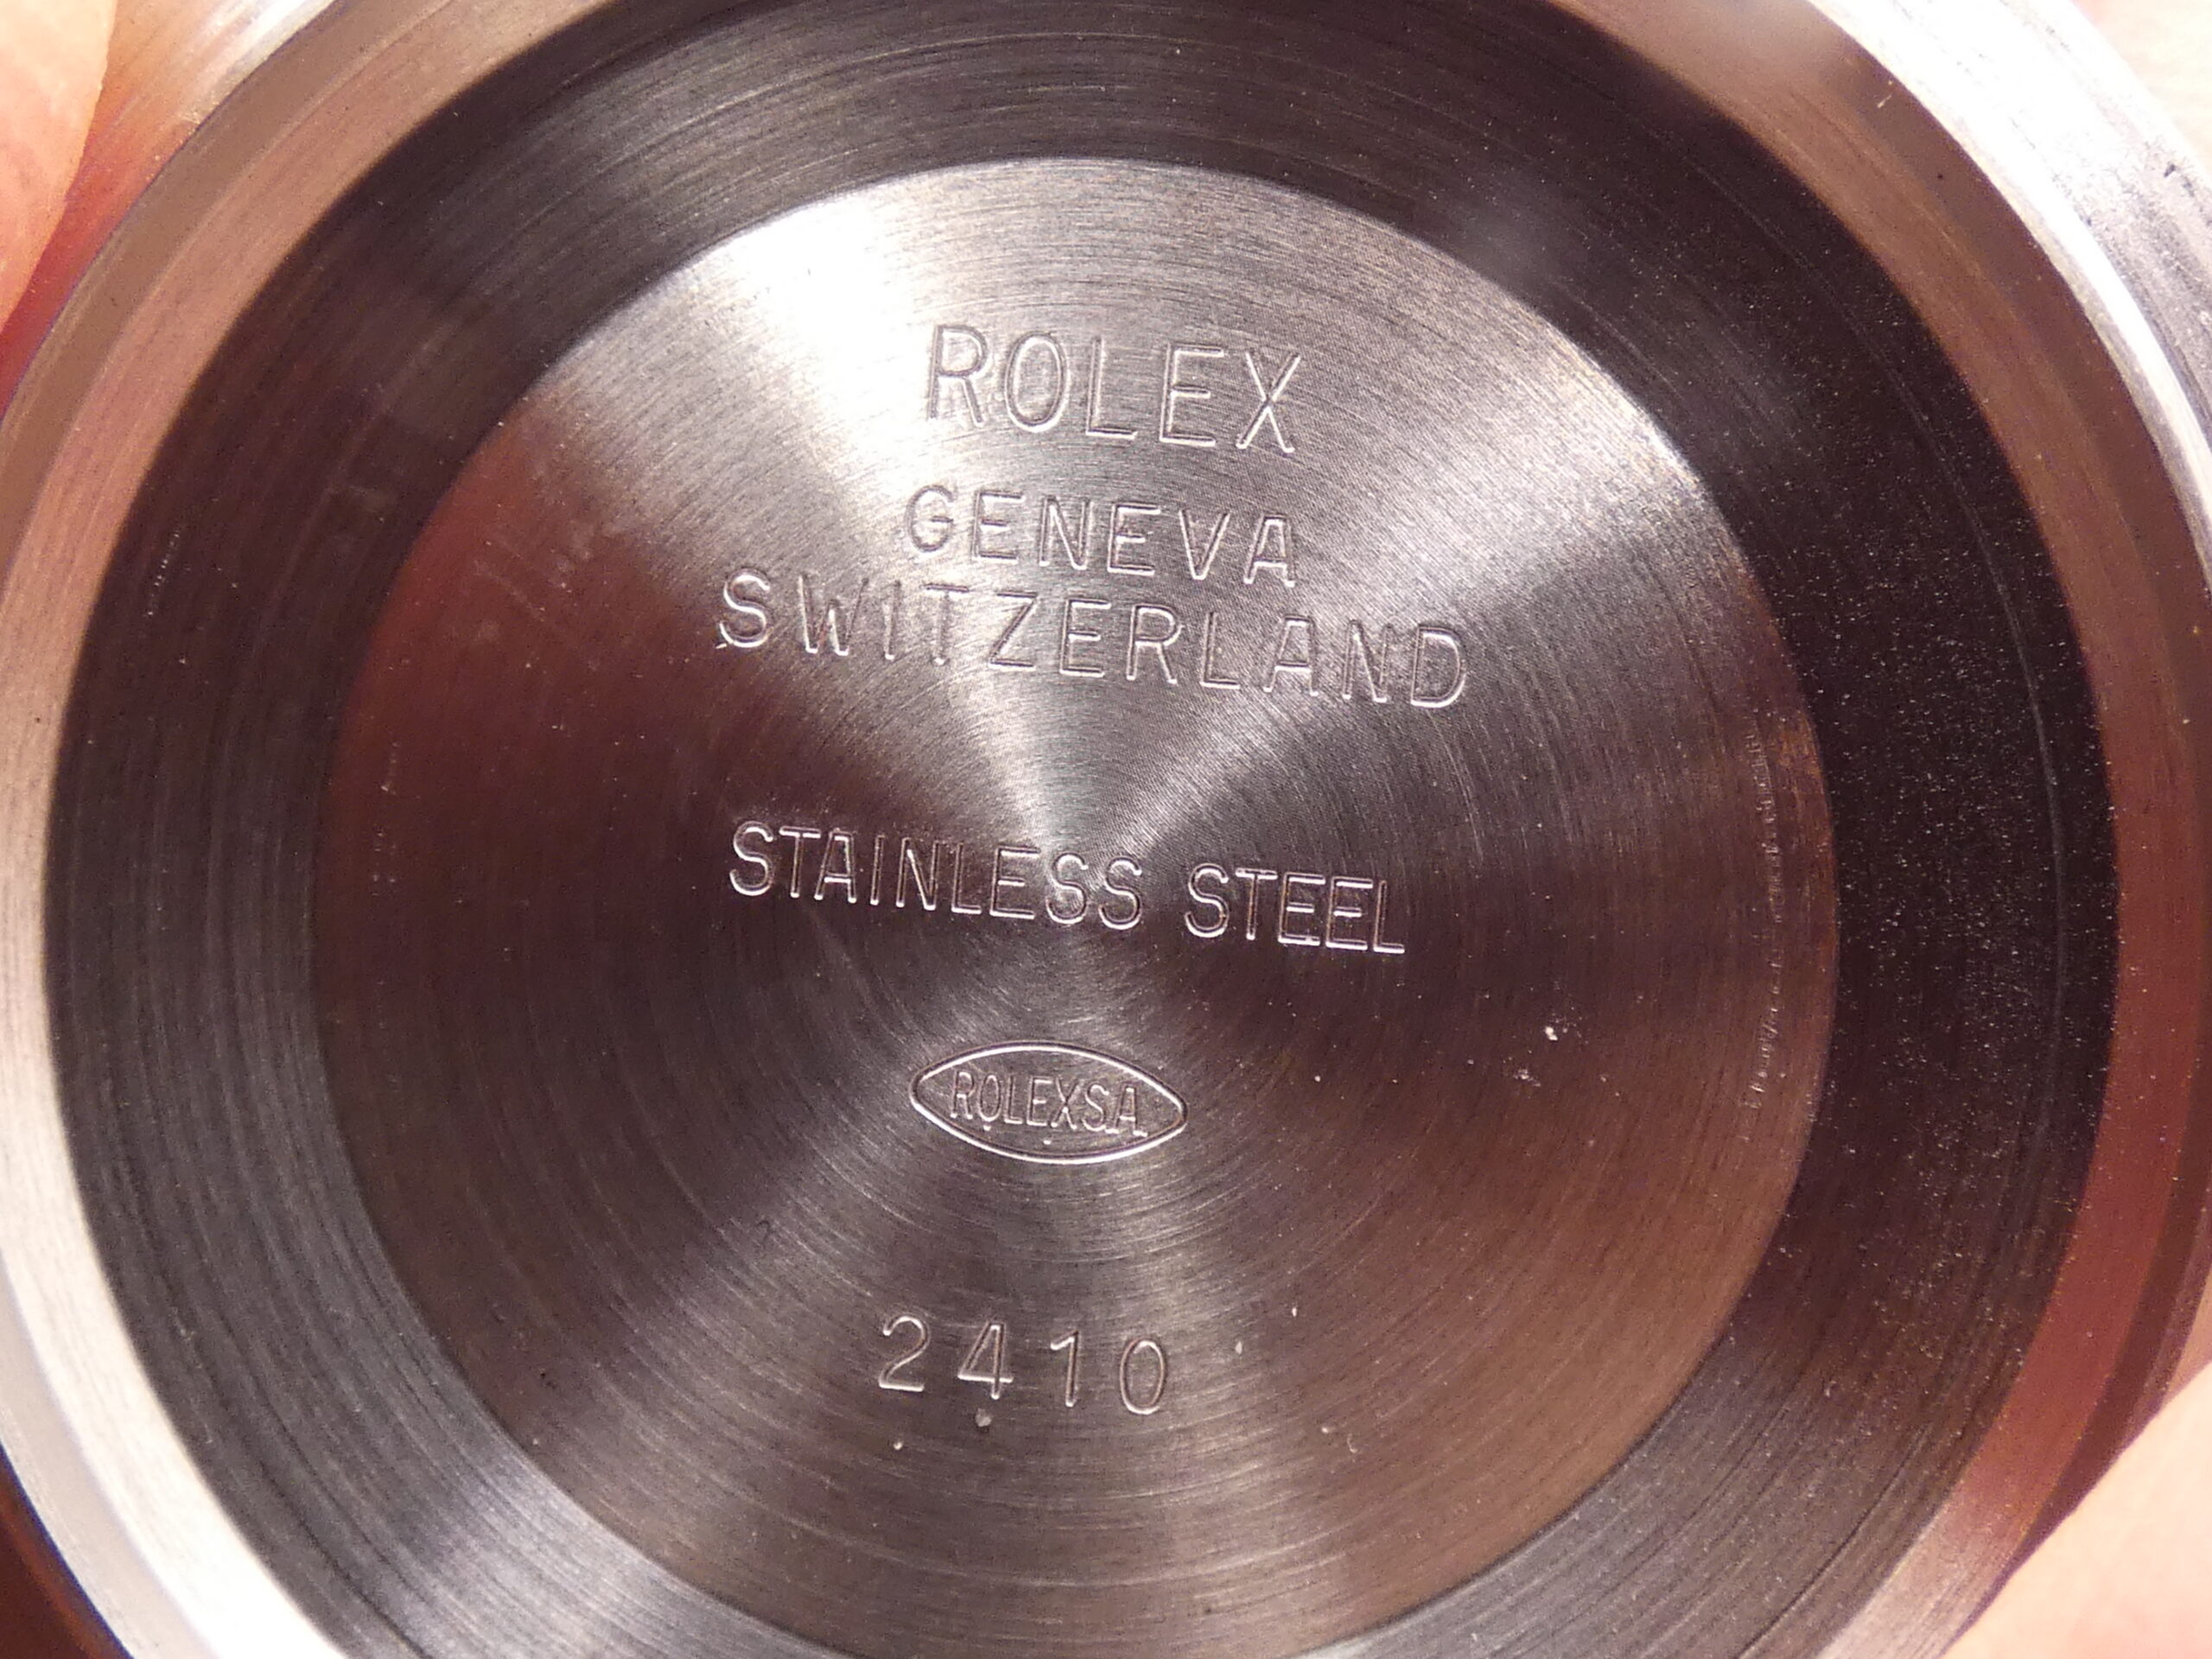 ROLEX
GENEVA
SWITZERLAND
STAINLESS STEEL
ROLEXSA
2410